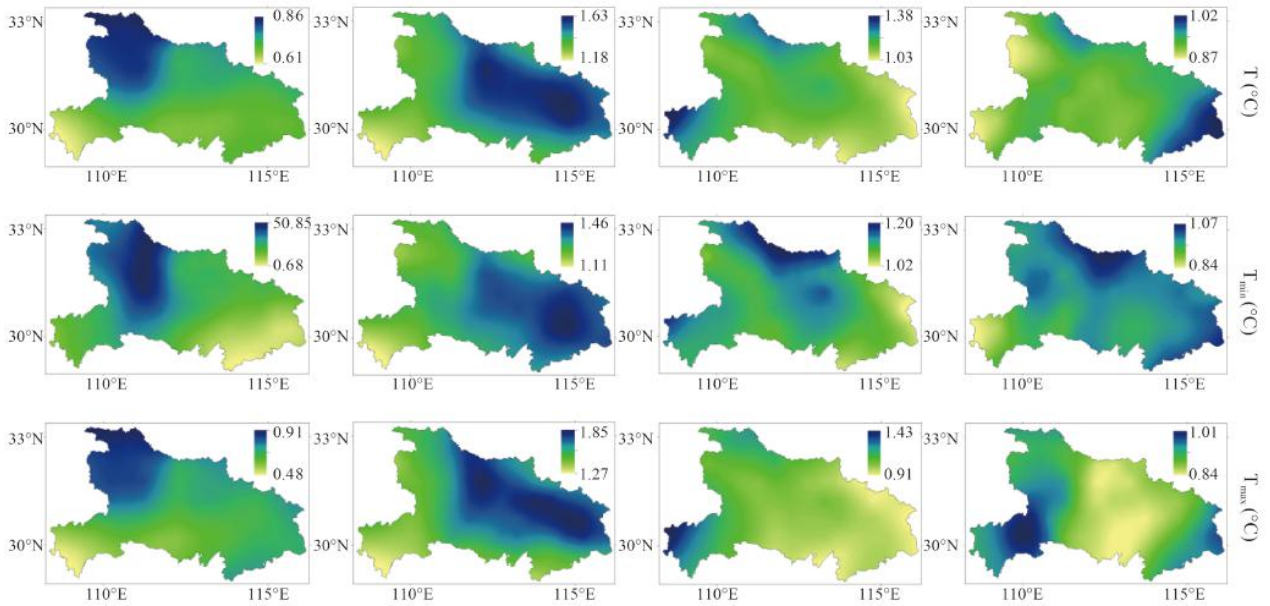 33°N 0.86 1.63 1.38 33°N 1.02
0.61 1.18 1.03 0.87 T (°C)
30°N 30°N 30°N 30°N
110°E 115°E 110°E 115°E 110°E 115°E 110°E 115°E
33°N 50.85 33°N 1.46 33°N 1.20 33°N 1.07
0.68 1.11 1.02 0.84 Tmin (°C)
30°N 30°N 30°N 30°N
110°E 115°E 110°E 115°E 110°E 115°E 110°E 115°E
33°N 0.91 33°N 1.85 33°N 1.43 33°N 1.01
0.48 1.27 0.91 0.84 Tmax (°C)
30°N 30°N 30°N 30°N
110°E 115°E 110°E 115°E 110°E 115°E 110°E 115°E